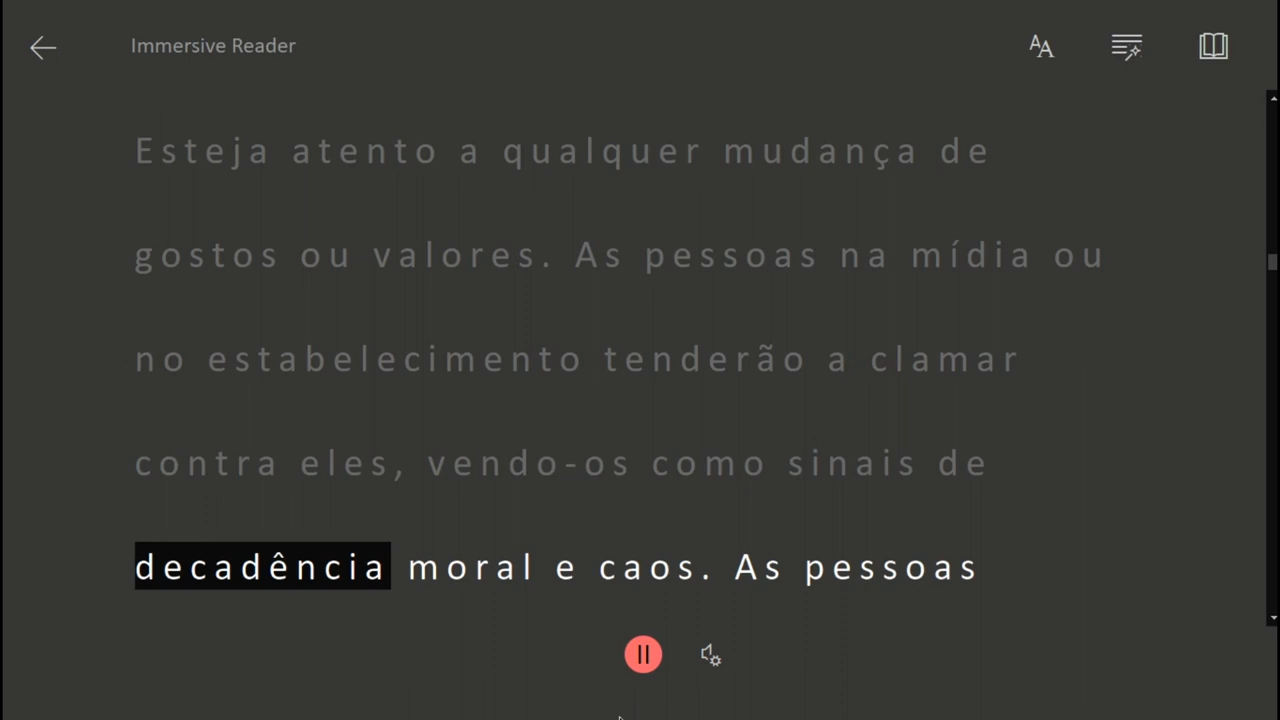 Immersive Reader
Esteja atento a qualquer mudança de
gostos ou valores. As pessoas na mídia ou
no estabelecimento tenderão a clamar
contra eles, vendo-os como sinais de
decadência moral e caos. As pessoas